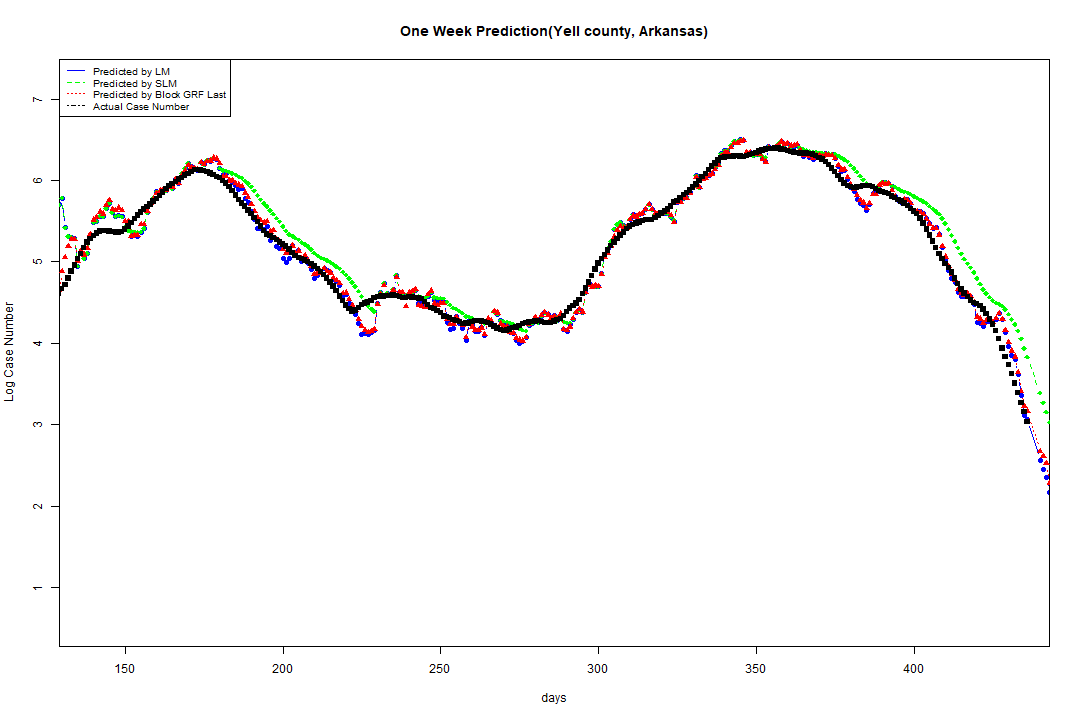 One Week Prediction(Yell county, Arkansas)
Predicted by LM
Predicted by SLM
Predicted by Block GRF Last
Actual Case Number
Log Case Number
7
6
5
4
3
2
1
150 200 250 300 350 400
days